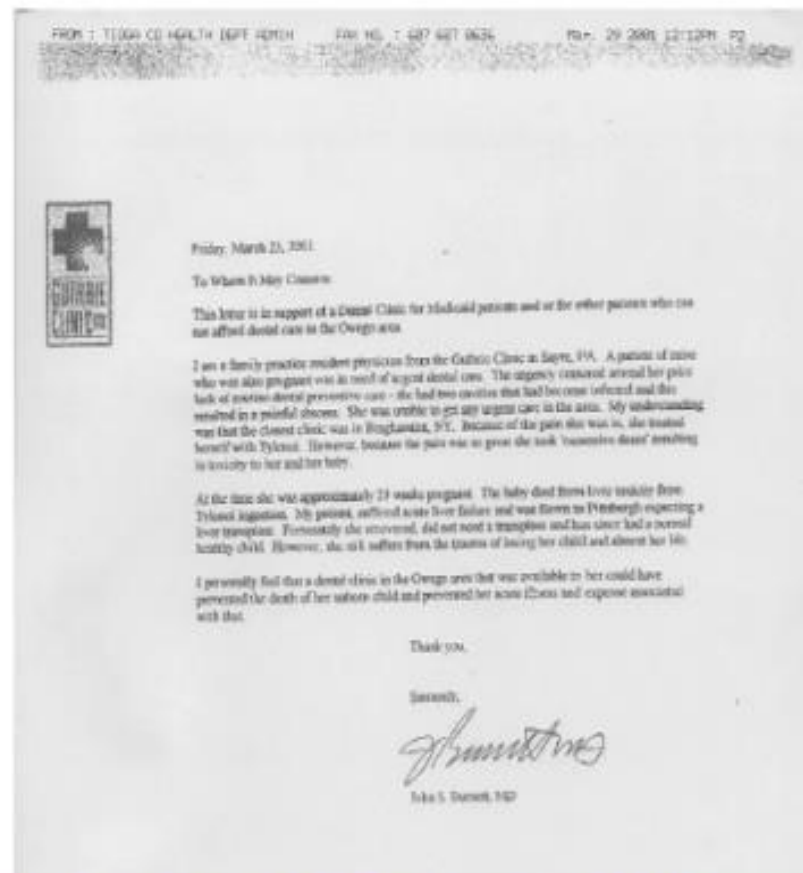 FROM : TIOGA CO HEALTH DEPT ADMIN FAX NO. : 607 687 0636 Mar. 29 2001 12:12PM P2
GUTHRIE
CLINIC
Friday, March 23, 2001
To Whom It May Concern:
This letter is in support of a Dental Clinic for Medicaid patients and or the other patients who can
not afford dental care in the Owego area.
I am a family practice resident physician from the Guthrie Clinic in Sayre, PA. A patient of mine
who was also pregnant was in need of urgent dental care. The urgency centered around her prior
lack of routine dental preventive care - she had two cavities that had become infected and this
resulted in a painful abscess. She was unable to get any urgent care in the area. My understanding
was that the closest clinic was in Binghamton, NY. Because of the pain she was in, she treated
herself with Tylenol. However, because the pain was so great she took 'excessive doses' resulting
in toxicity to her and her baby.
At the time she was approximately weeks pregnant. The baby died from liver toxicity from
Tylenol ingestion. My patient, suffered acute liver failure and was flown to Pittsburgh expecting a
liver transplant. Fortunately she recovered, did not need a transplant and has since had a normal
healthy child. However, she still suffers from the trauma of losing her child and almost her life.
I personally feel that a dental clinic in the Owego area that was available to her could have
prevented the death of her unborn child and prevented her acute illness and expense associated
with that.
Thank you,
Sincerely,
John S. MD